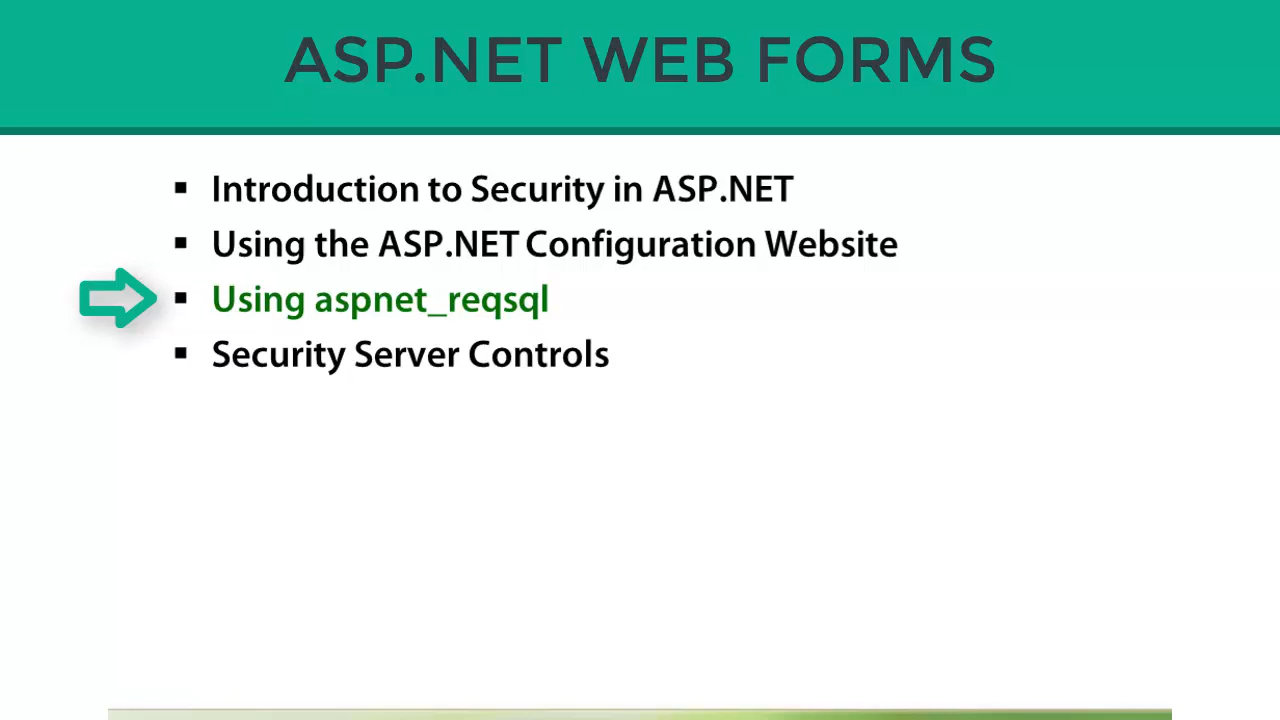 ASP.NET WEB FORMS
▪ Introduction to Security in ASP.NET
▪ Using the ASP.NET Configuration Website
▪ Using aspnet_reqsql
▪ Security Server Controls